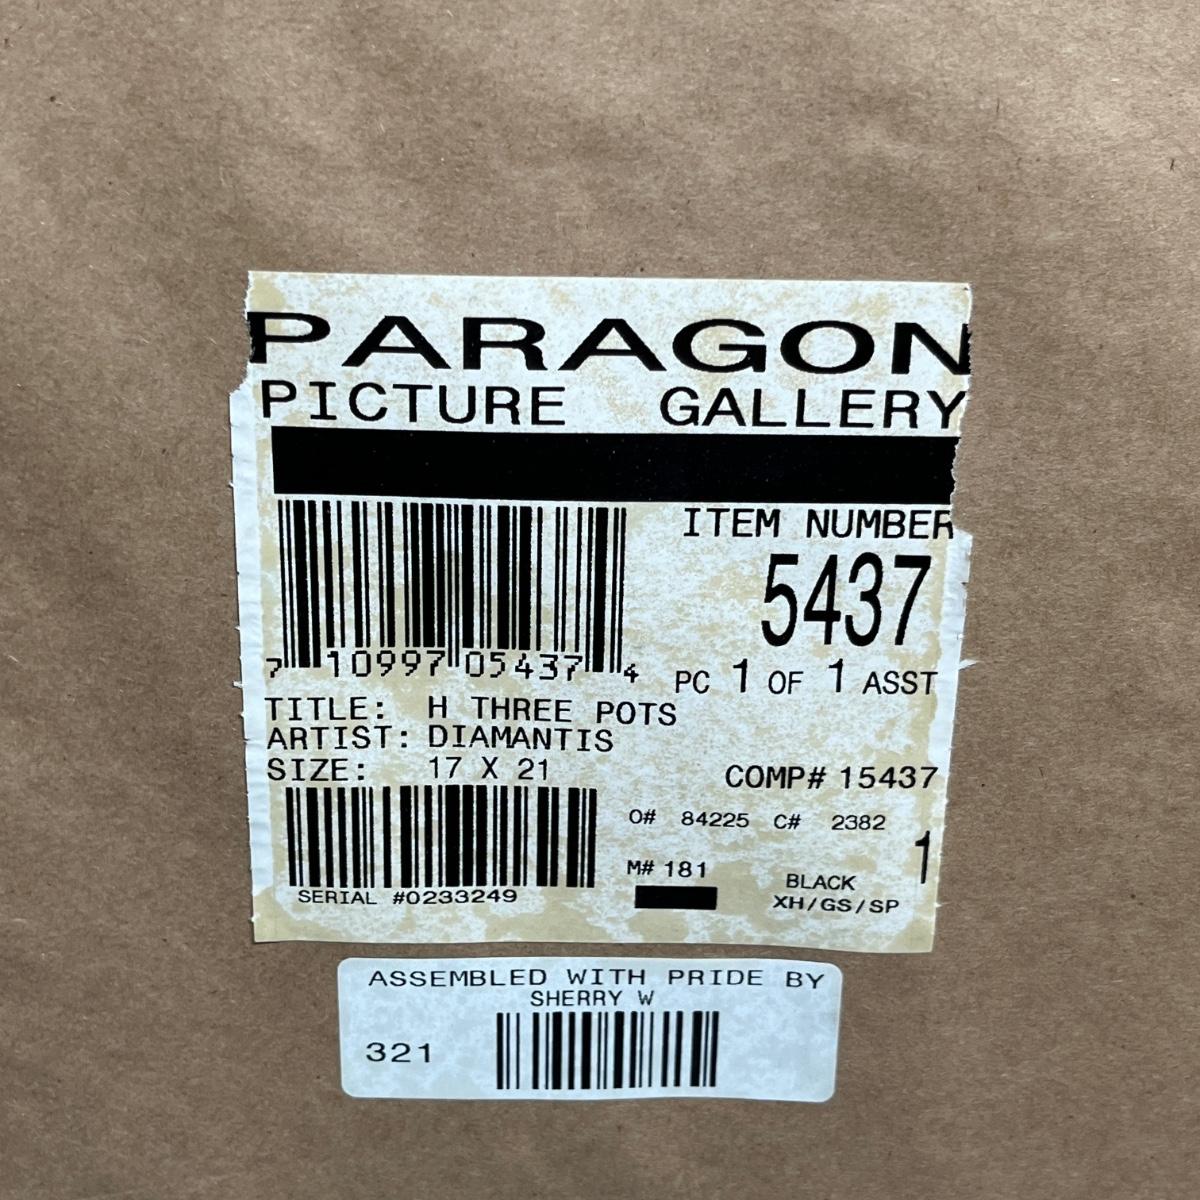 PARAGON
PICTURE GALLERY
ITEM NUMBER
5437
7 10997 05437 4
PC 1 OF 1 ASST
TITLE: H THREE POTS
ARTIST: DIAMANTIS
SIZE: 17 X 21
COMP# 15437
O# 84225 C# 2382
1
M# 181
BLACK
XH/GS/SP
SERIAL #0233249
ASSEMBLED WITH PRIDE BY
SHERRY W
321